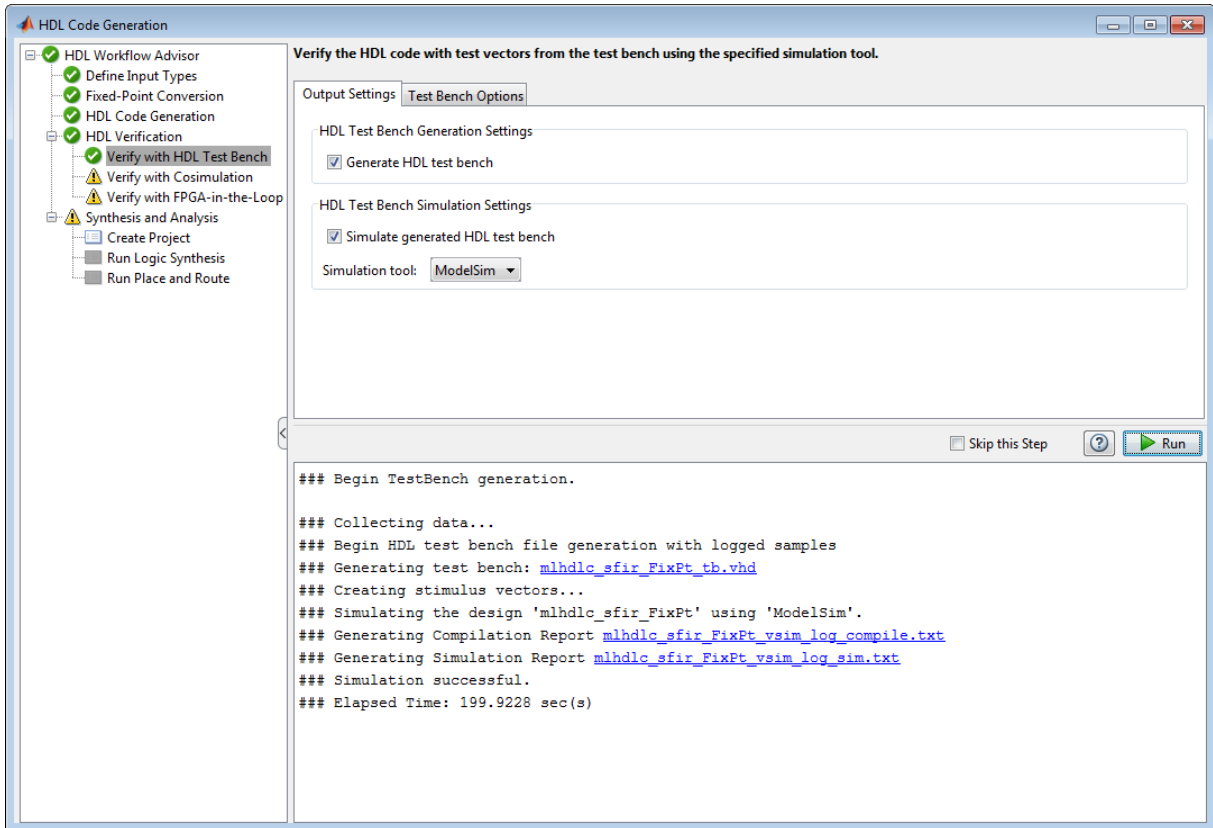 HDL Code Generation
HDL Workflow Advisor
Define Input Types
Fixed-Point Conversion
HDL Code Generation
HDL Verification
Verify with HDL Test Bench
Verify with Cosimulation
Verify with FPGA-in-the-Loop
Synthesis and Analysis
Create Project
Run Logic Synthesis
Run Place and Route
Verify the HDL code with test vectors from the test bench using the specified simulation tool.
Output Settings Test Bench Options
HDL Test Bench Generation Settings
Generate HDL test bench
HDL Test Bench Simulation Settings
Simulate generated HDL test bench
Simulation tool: ModelSim
Skip this Step ? Run
### Begin TestBench generation.
### Collecting data...
### Begin HDL test bench file generation with logged samples
### Generating test bench: mlhdlc_sfir_FixPt_tb.vhd
### Creating stimulus vectors...
### Simulating the design 'mlhdlc_sfir_FixPt' using 'ModelSim'.
### Generating Compilation Report mlhdlc_sfir_FixPt_vsim_log_compile.txt
### Generating Simulation Report mlhdlc_sfir_FixPt_vsim_log_sim.txt
### Simulation successful.
### Elapsed Time: 199.9228 sec(s)